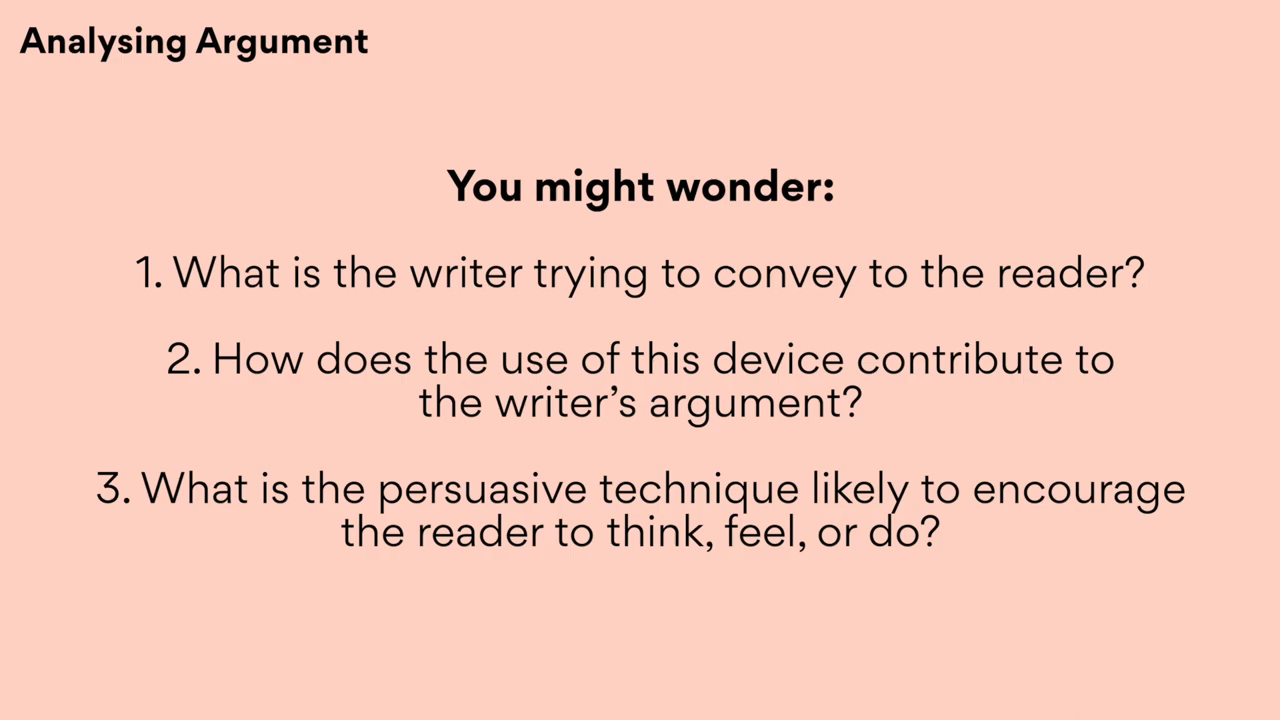 Analysing Argument
You might wonder:
1. What is the writer trying to convey to the reader?
2. How does the use of this device contribute to
the writer’s argument?
3. What is the persuasive technique likely to encourage
the reader to think, feel, or do?